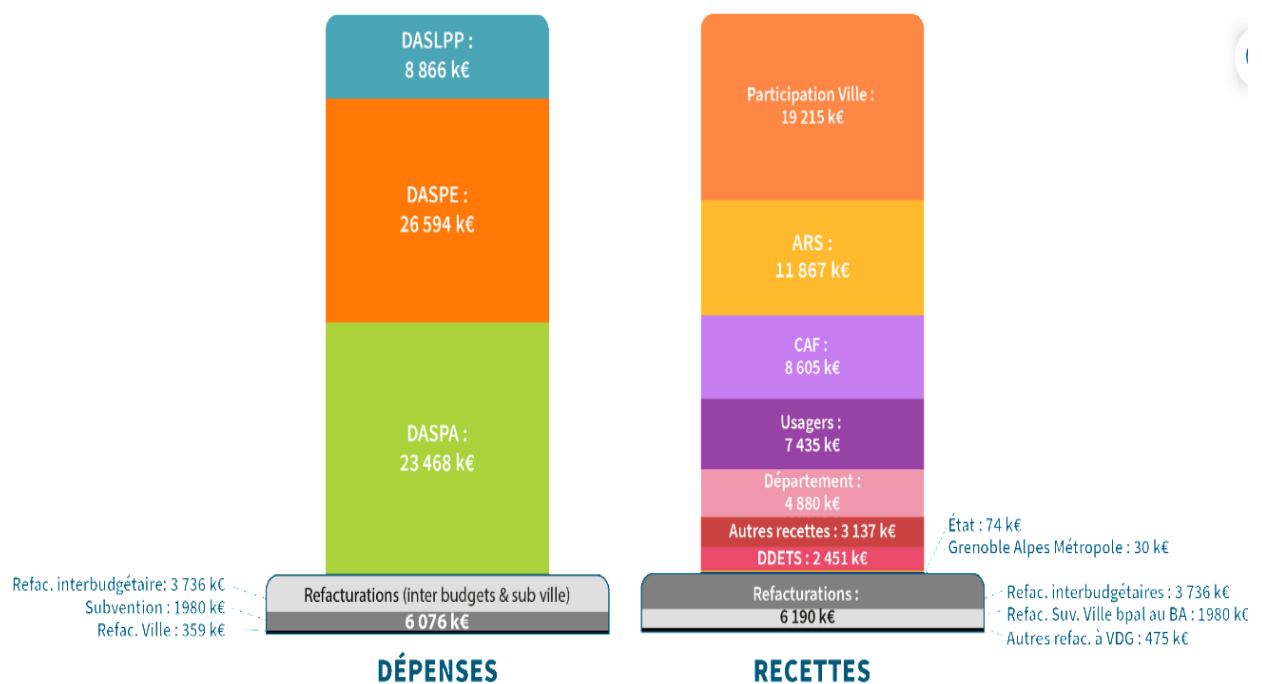 DASLPP :
8 866 k€
DASPE :
26 594 k€
DASPA :
23 468 k€
Refac. interbudgétaire: 3 736 k€
Subvention : 1980 k€
Refac. Ville : 359 k€
Refacturations (inter budgets & sub ville)
6 076 k€
DÉPENSES
Participation Ville :
19 215 k€
ARS :
11 867 k€
CAF :
8 605 k€
Usagers :
7 435 k€
Département :
4 880 k€
Autres recettes : 3 137 k€
DDETS : 2 451 k€
État : 74 k€
Grenoble Alpes Métropole : 30 k€
Refacturations :
6 190 k€
Refac. interbudgétaires : 3 736 k€
Refac. Suv. Ville bpal au BA : 1980 k€
Autres refac. à VDG : 475 k€
RECETTES